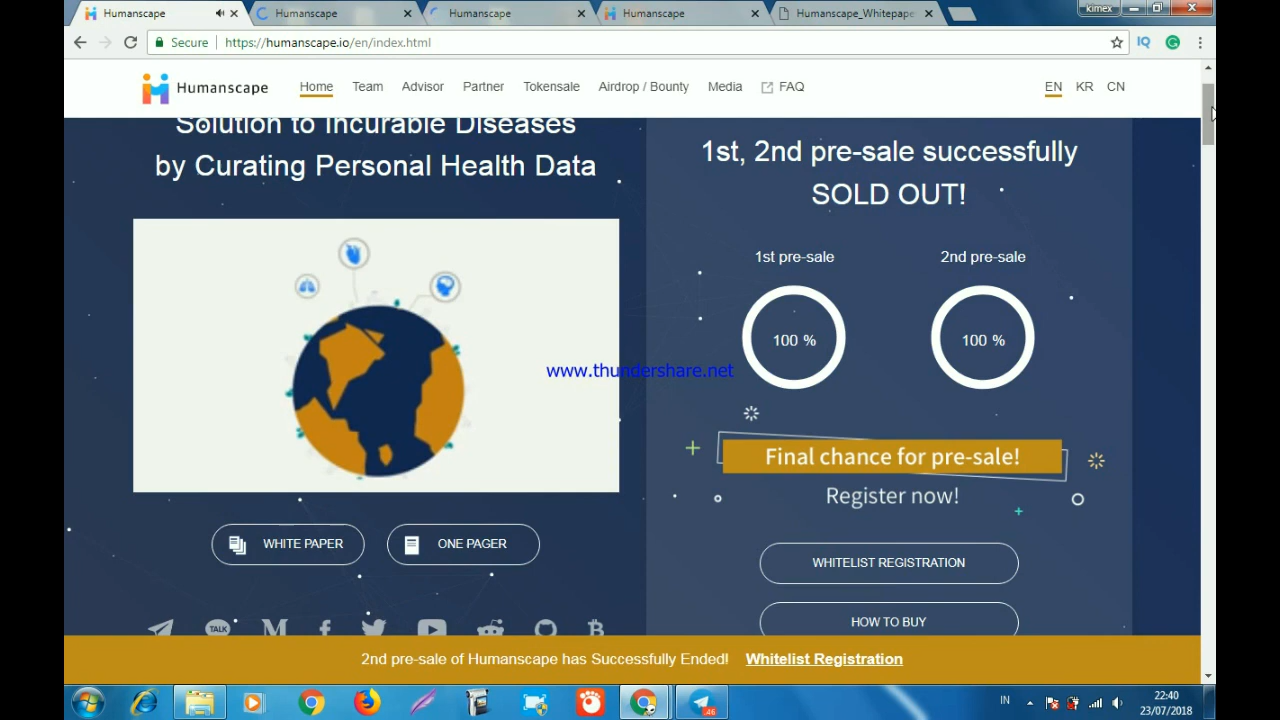 Humanscape
Humanscape
Humanscape
Humanscape
Humanscape_Whitepape
kimex
Secure
https://humanscape.io/en/index.html
Humanscape
Home
Team
Advisor
Partner
Tokensale
Airdrop / Bounty
Media
FAQ
EN
KR
CN
Solution to Incurable Diseases
by Curating Personal Health Data
1st, 2nd pre-sale successfully
SOLD OUT!
1st pre-sale
2nd pre-sale
100 %
100 %
www.thundershare.net
Final chance for pre-sale!
Register now!
WHITE PAPER
ONE PAGER
WHITELIST REGISTRATION
HOW TO BUY
TALK
2nd pre-sale of Humanscape has Successfully Ended! Whitelist Registration
IN
22:40
23/07/2018